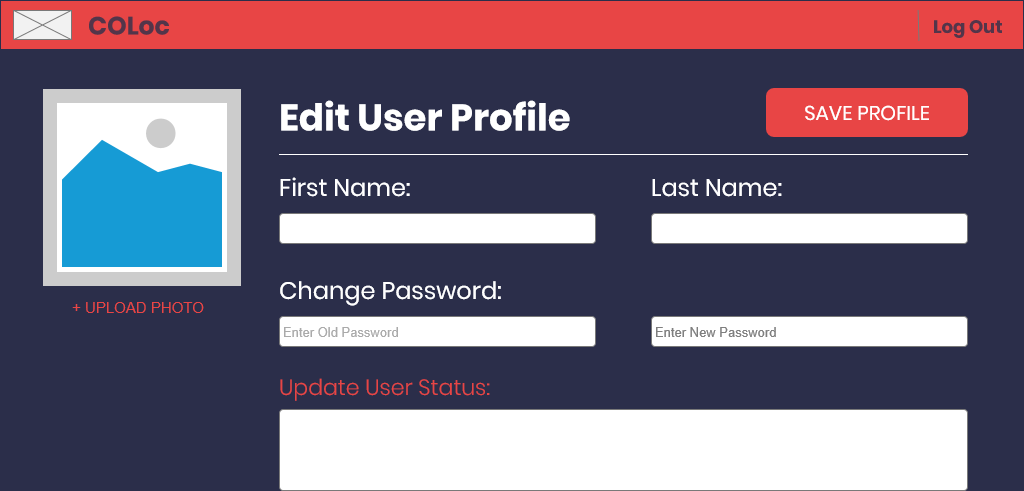 COLoc
Log Out
Edit User Profile
SAVE PROFILE
First Name:
Last Name:
+ UPLOAD PHOTO
Change Password:
Enter Old Password
Enter New Password
Update User Status: